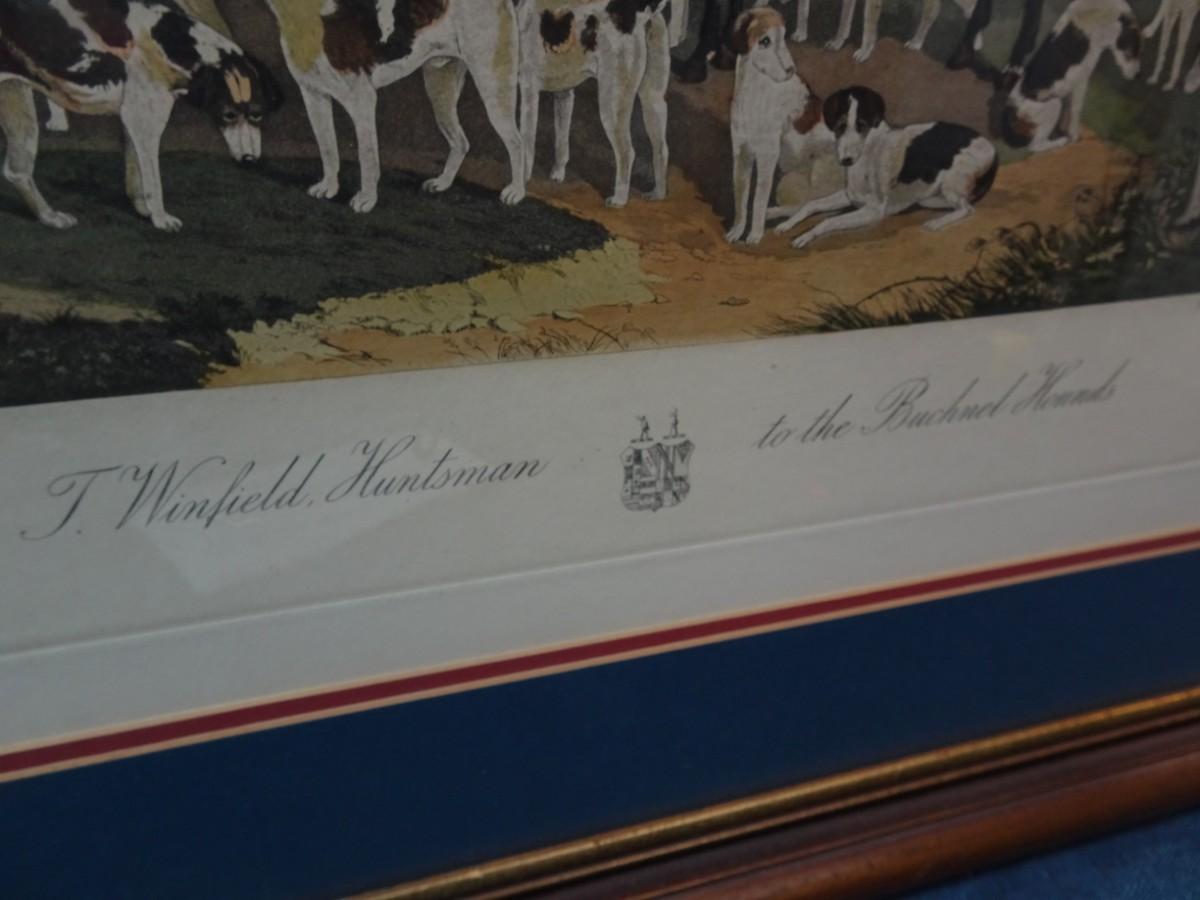 T. Winfield, Huntsman to the Buchnel Hounds